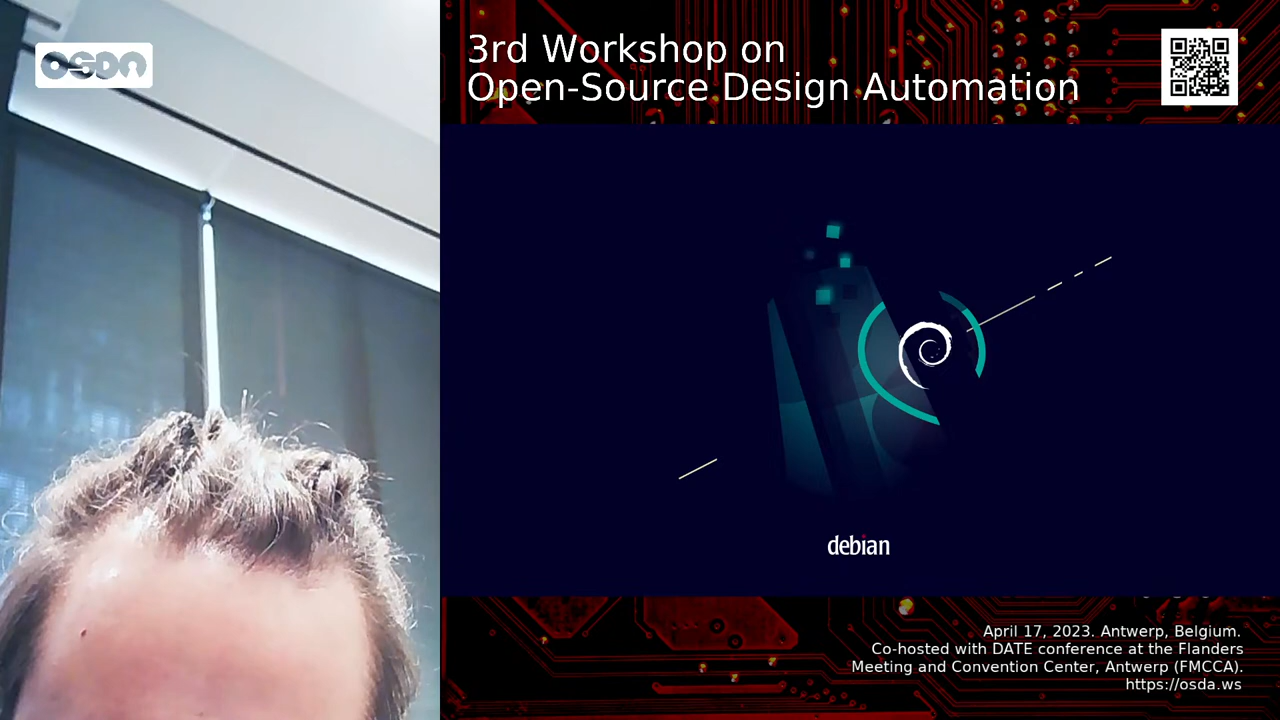 OSDA
3rd Workshop on
Open-Source Design Automation
debian
April 17, 2023. Antwerp, Belgium.
Co-hosted with DATE conference at the Flanders
Meeting and Convention Center, Antwerp (FMCCA).
https://osda.ws